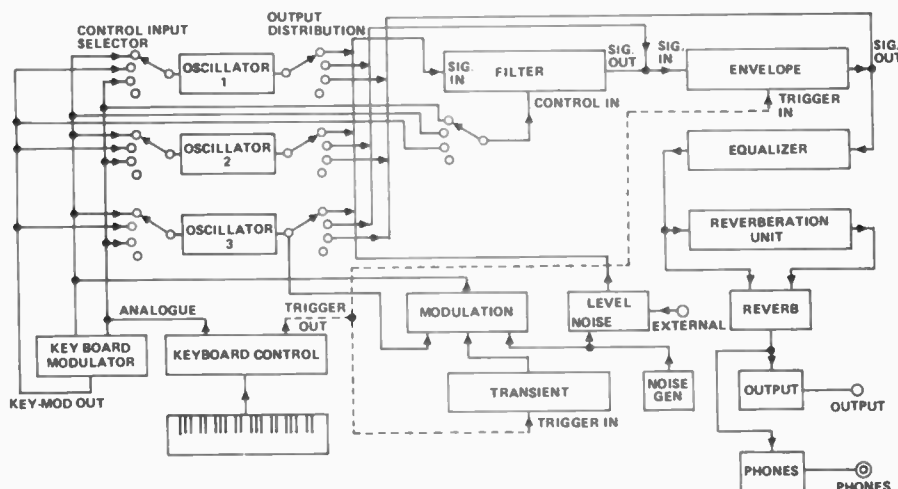 CONTROL INPUT
SELECTOR
OUTPUT
DISTRIBUTION
OSCILLATOR
1
SIG.
IN
FILTER
SIG.
OUT
SIG.
IN
ENVELOPE
SIG.
OUT
CONTROL IN
TRIGGER
IN
OSCILLATOR
2
EQUALIZER
OSCILLATOR
3
REVERBERATION
UNIT
ANALOGUE
TRIGGER
OUT
MODULATION
LEVEL
NOISE
EXTERNAL
REVERB
KEY BOARD
MODULATOR
KEYBOARD CONTROL
KEY-MOD OUT
TRANSIENT
NOISE
GEN
OUTPUT
OUTPUT
TRIGGER IN
PHONES
PHONES